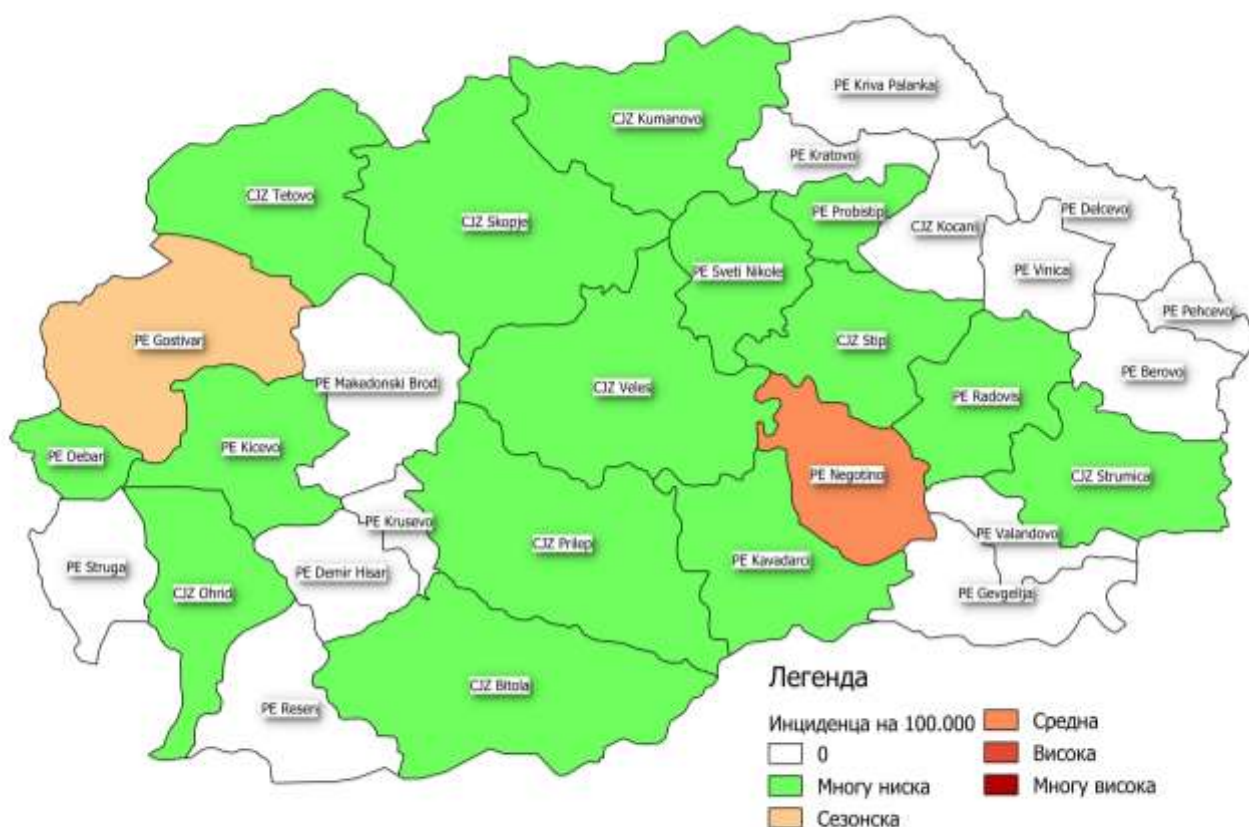 PE Kriva Palanka
CJZ Kumanovo
PE Kratovo
CJZ Tetovo
PE Probistip
PE Delcevo
CJZ Skopje
CJZ Kocani
PE Sveti Nikole
PE Vinica
PE Pehcevo
PE Gostivar
CJZ Stip
PE Makedonski Brod
CJZ Veles
PE Berovo
PE Radovis
PE Debar
PE Kicevo
PE Negotino
CJZ Strumica
PE Krusevo
PE Valandovo
CJZ Prilep
PE Kavadarci
PE Struga
PE Demir Hisar
CJZ Ohrid
PE Gevgelija
CJZ Bitola
PE Resen
Легенда
Инциденца на 100.000
0
Многу ниска
Сезонска
Средна
Висока
Многу висока